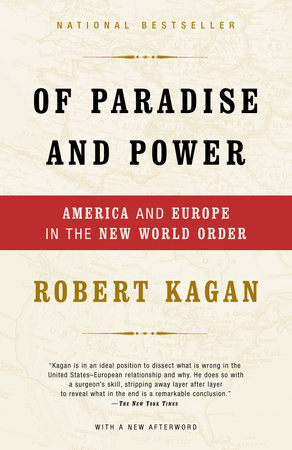 NATIONAL BESTSELLER
OF PARADISE
AND POWER
AMERICA AND EUROPE
IN THE NEW WORLD ORDER
ROBERT KAGAN
"Kagan is in an ideal position to dissect what is wrong in the
United States–European relationship and why. He does so with
a surgeon's skill, stripping away layer after layer
to reveal what in the end is a remarkable conclusion."
—The New York Times
WITH A NEW AFTERWORD